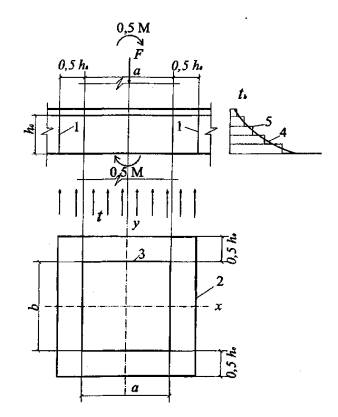 0,5 M
F
0,5 h₀ a 0,5 h₀
h₀ 1 1
tь
5
4
0,5 M
t y
0,5 h₀
3
2
b x
0,5 h₀
a